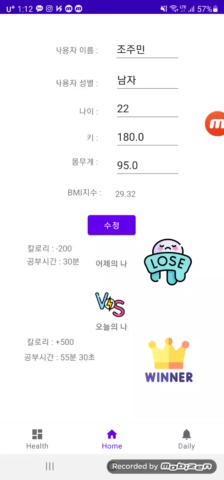 U+ 1:12 57%
사용자 이름 : 조주민
사용자 성별 : 남자
나이 : 22
키 : 180.0
몸무게 : 95.0
BMI지수 : 29.32
수정
칼로리 : -200
공부시간 : 30분
어제의 나
LOSE
VS
오늘의 나
칼로리 : +500
공부시간 : 55분 30초
WINNER
Health Home Daily
Recorded by mobizen